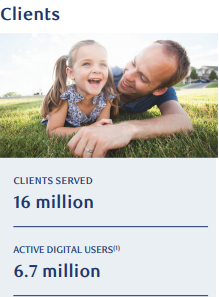 Clients
CLIENTS SERVED
16 million
ACTIVE DIGITAL USERS(1)
6.7 million